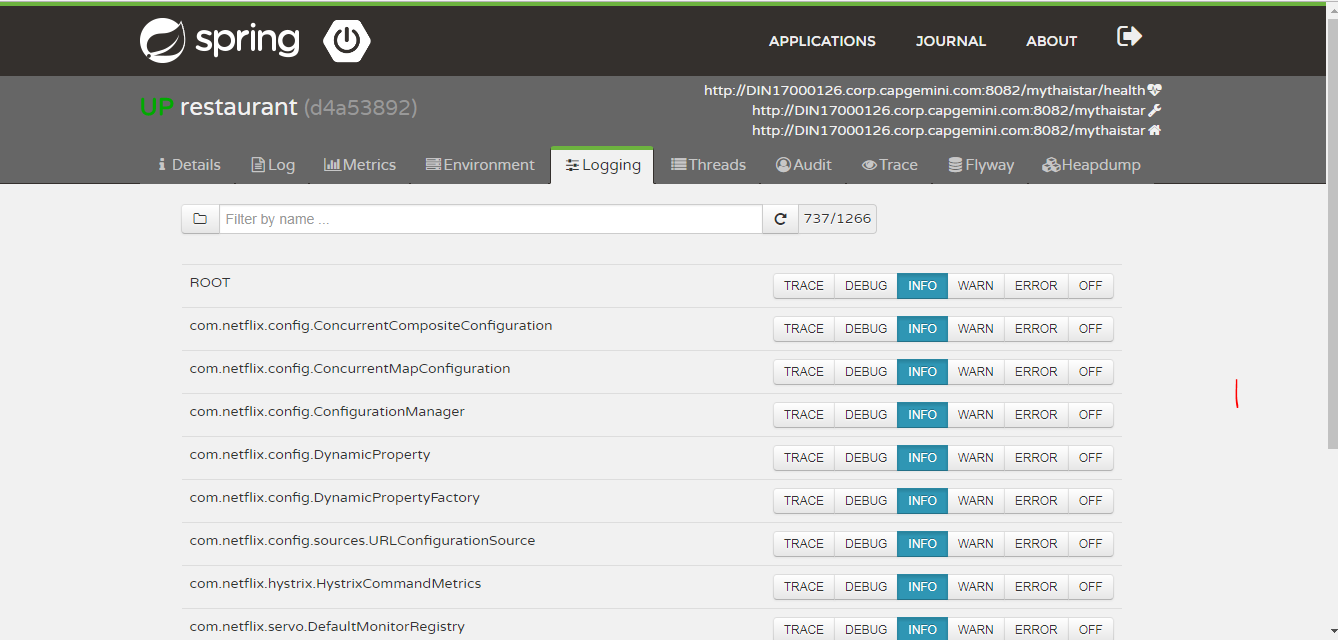 spring
APPLICATIONS JOURNAL ABOUT
UP restaurant (d4a53892)
http://DIN17000126.corp.capgemini.com:8082/mythaistar/health
http://DIN17000126.corp.capgemini.com:8082/mythaistar
http://DIN17000126.corp.capgemini.com:8082/mythaistar
Details Log Metrics Environment Logging Threads Audit Trace Flyway Heapdump
Filter by name ... 737/1266
ROOT TRACE DEBUG INFO WARN ERROR OFF
com.netflix.config.ConcurrentCompositeConfiguration TRACE DEBUG INFO WARN ERROR OFF
com.netflix.config.ConcurrentMapConfiguration TRACE DEBUG INFO WARN ERROR OFF
com.netflix.config.ConfigurationManager TRACE DEBUG INFO WARN ERROR OFF
com.netflix.config.DynamicProperty TRACE DEBUG INFO WARN ERROR OFF
com.netflix.config.DynamicPropertyFactory TRACE DEBUG INFO WARN ERROR OFF
com.netflix.config.sources.URLConfigurationSource TRACE DEBUG INFO WARN ERROR OFF
com.netflix.hystrix.HystrixCommandMetrics TRACE DEBUG INFO WARN ERROR OFF
com.netflix.servo.DefaultMonitorRegistry TRACE DEBUG INFO WARN ERROR OFF